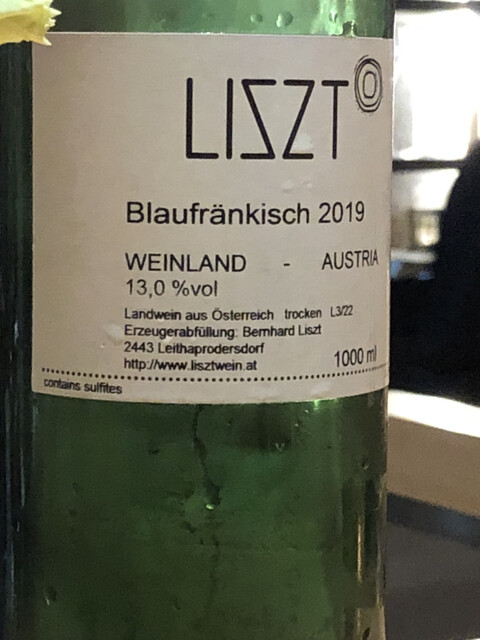 LISZT
Blaufränkisch 2019
WEINLAND - AUSTRIA
13,0 %vol
Landwein aus Österreich trocken L3/22
Erzeugerabfüllung: Bernhard Liszt
2443 Leithaprodersdorf
http://www.lisztwein.at
1000 ml
contains sulfites